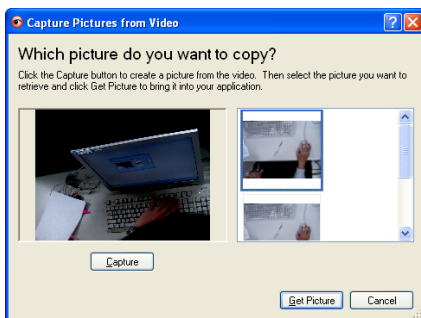 Capture Pictures from Video
Which picture do you want to copy?
Click the Capture button to create a picture from the video. Then select the picture you want to
retrieve and click Get Picture to bring it into your application.
Capture
Get Picture
Cancel